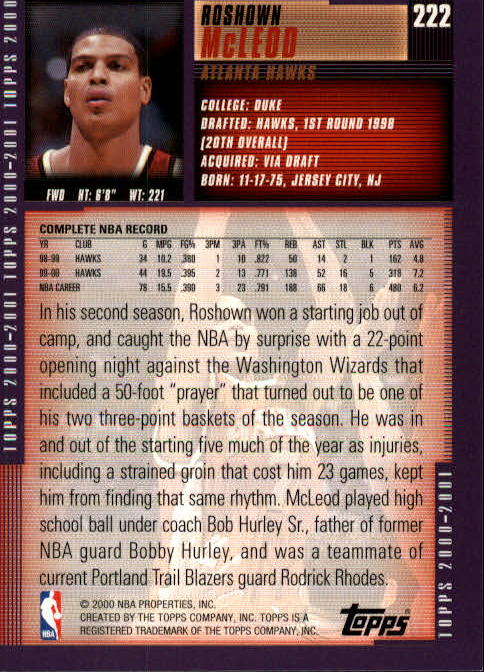 ROSHOWN
McLEOD
222
ATLANTA HAWKS
COLLEGE: DUKE
DRAFTED: HAWKS, 1ST ROUND 1998
(20TH OVERALL)
ACQUIRED: VIA DRAFT
BORN: 11-17-75, JERSEY CITY, NJ
FWD HT: 6'8" WT: 221
COMPLETE NBA RECORD
YR CLUB G MPG FG% 3PM 3PA FT% REB AST STL BLK PTS AVG
98-99 HAWKS 34 10.2 .380 1 10 .822 50 14 2 1 162 4.8
99-00 HAWKS 44 19.5 .395 2 13 .771 138 52 16 5 318 7.2
NBA CAREER 78 15.5 .390 3 23 .791 188 66 18 6 480 6.2
In his second season, Roshown won a starting job out of
camp, and caught the NBA by surprise with a 22-point
opening night against the Washington Wizards that
included a 50-foot "prayer" that turned out to be one of
his two three-point baskets of the season. He was in
and out of the starting five much of the year as injuries,
including a strained groin that cost him 23 games, kept
him from finding that same rhythm. McLeod played high
school ball under coach Bob Hurley Sr., father of former
NBA guard Bobby Hurley, and was a teammate of
current Portland Trail Blazers guard Rodrick Rhodes.
© 2000 NBA PROPERTIES, INC.
CREATED BY THE TOPPS COMPANY, INC. TOPPS IS A
REGISTERED TRADEMARK OF THE TOPPS COMPANY, INC.
NBA
Topps
TOPPS 2000-2001 TOPPS 2000-2001 TOPPS 2000
TOPPS 2000-2001